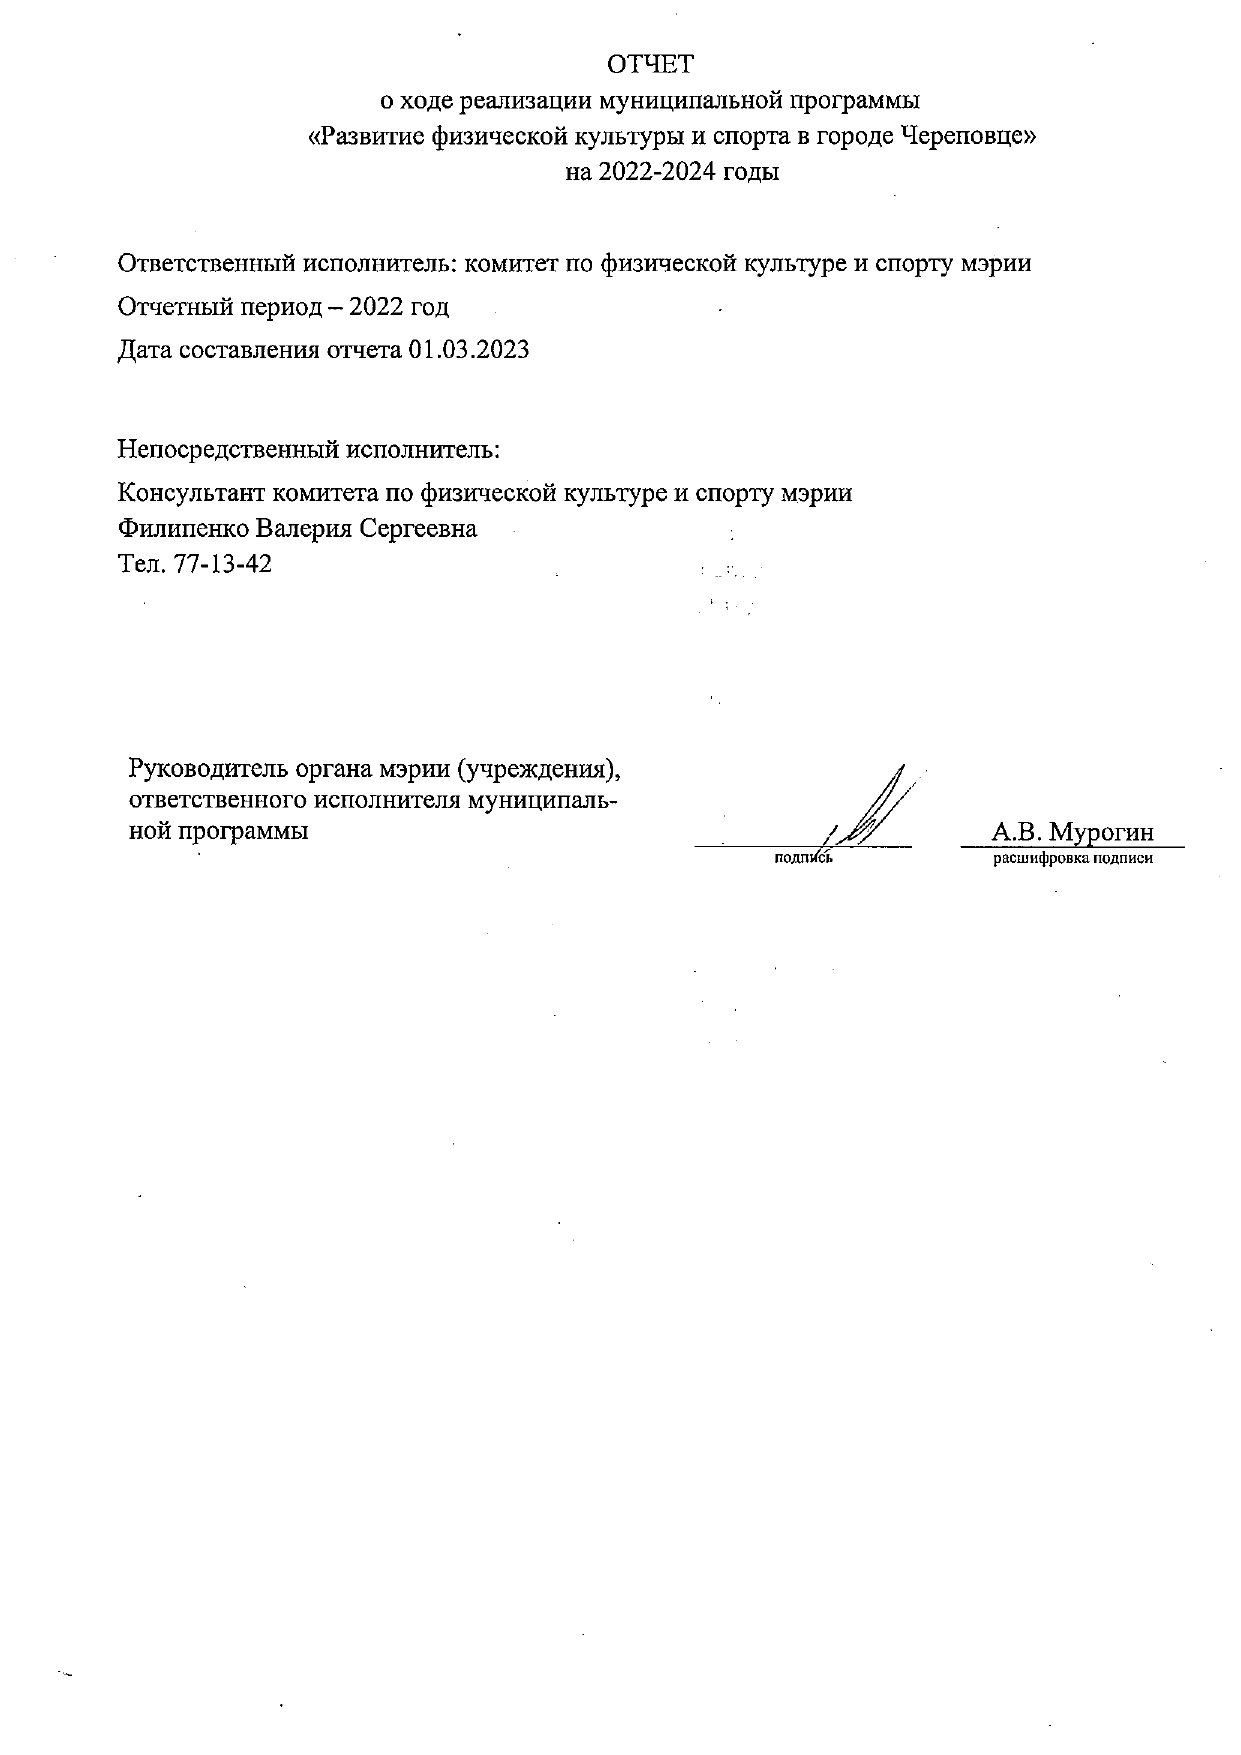 ОТЧЕТ
о ходе реализации муниципальной программы
«Развитие физической культуры и спорта в городе Череповце»
на 2022-2024 годы
Ответственный исполнитель: комитет по физической культуре и спорту мэрии
Отчетный период – 2022 год
Дата составления отчета 01.03.2023
Непосредственный исполнитель:
Консультант комитета по физической культуре и спорту мэрии
Филипенко Валерия Сергеевна
Тел. 77-13-42
Руководитель органа мэрии (учреждения),
ответственного исполнителя муниципаль-
ной программы
А.В. Мурогин
подпись
расшифровка подписи